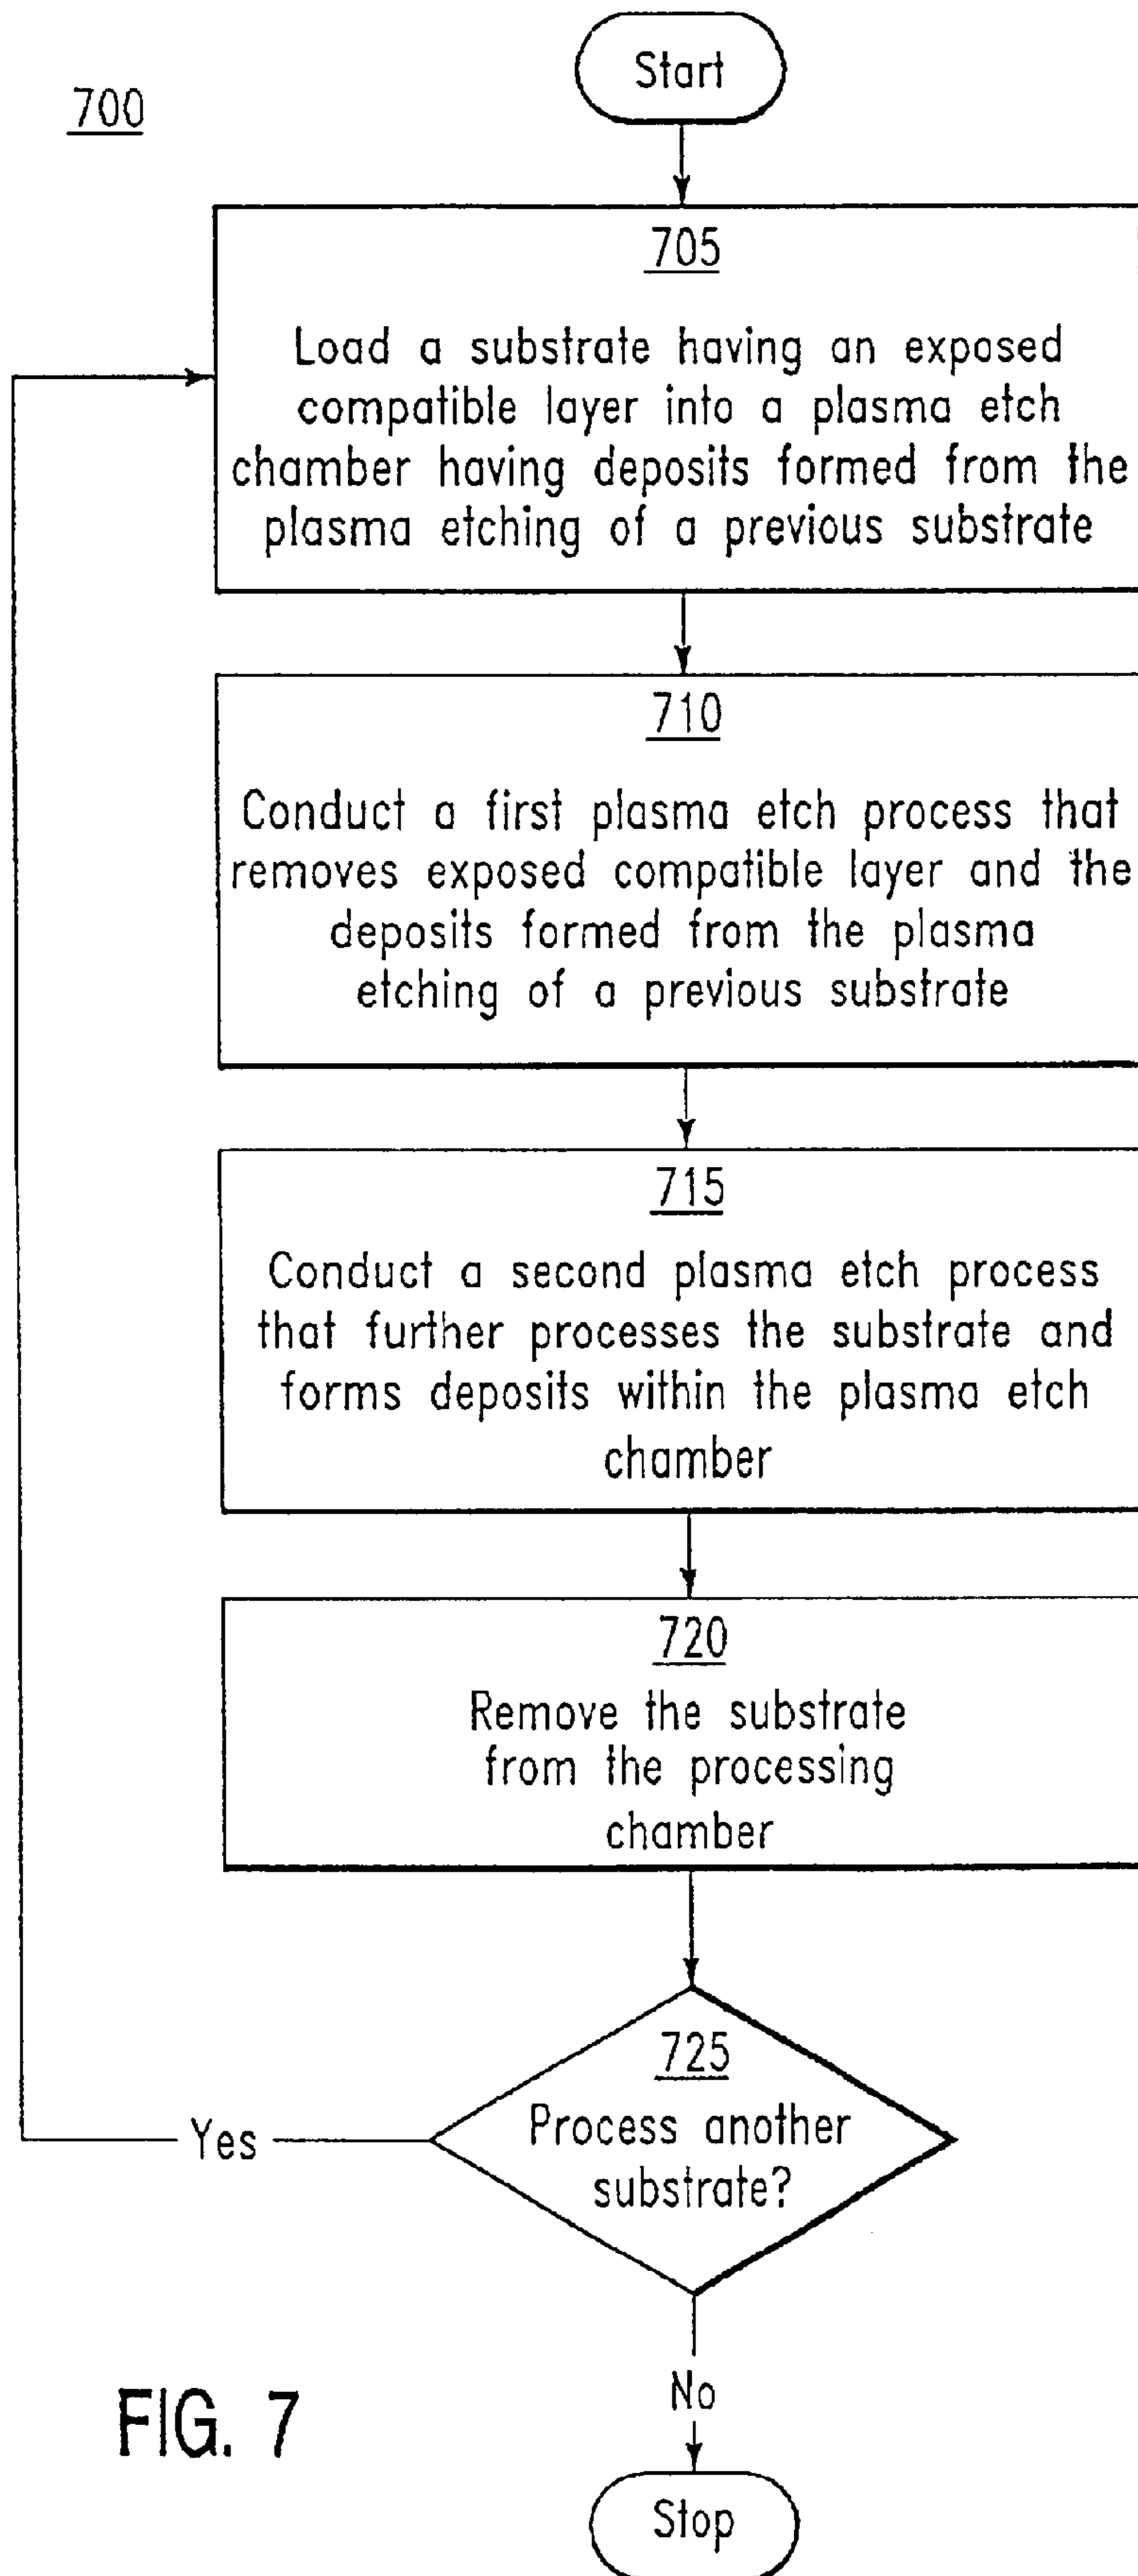 700
Start
705
Load a substrate having an exposed
compatible layer into a plasma etch
chamber having deposits formed from the
plasma etching of a previous substrate
710
Conduct a first plasma etch process that
removes exposed compatible layer and the
deposits formed from the plasma
etching of a previous substrate
715
Conduct a second plasma etch process
that further processes the substrate and
forms deposits within the plasma etch
chamber
720
Remove the substrate
from the processing
chamber
725
Process another
substrate?
Yes
No
Stop
FIG. 7